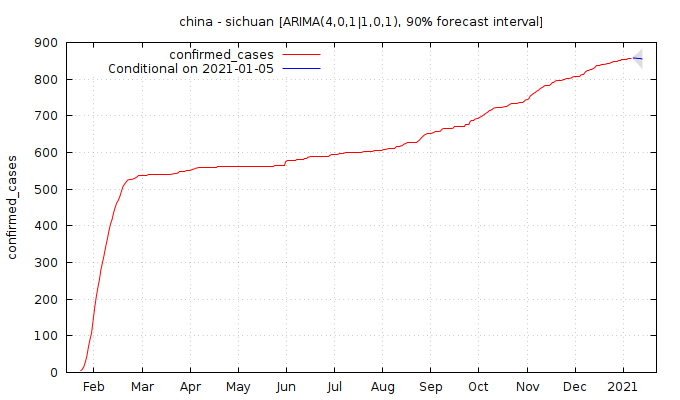 china - sichuan [ARIMA(4,0,1|1,0,1), 90% forecast interval]
confirmed_cases
Conditional on 2021-01-05
confirmed_cases
900
800
700
600
500
400
300
200
100
0
Feb Mar Apr May Jun Jul Aug Sep Oct Nov Dec 2021